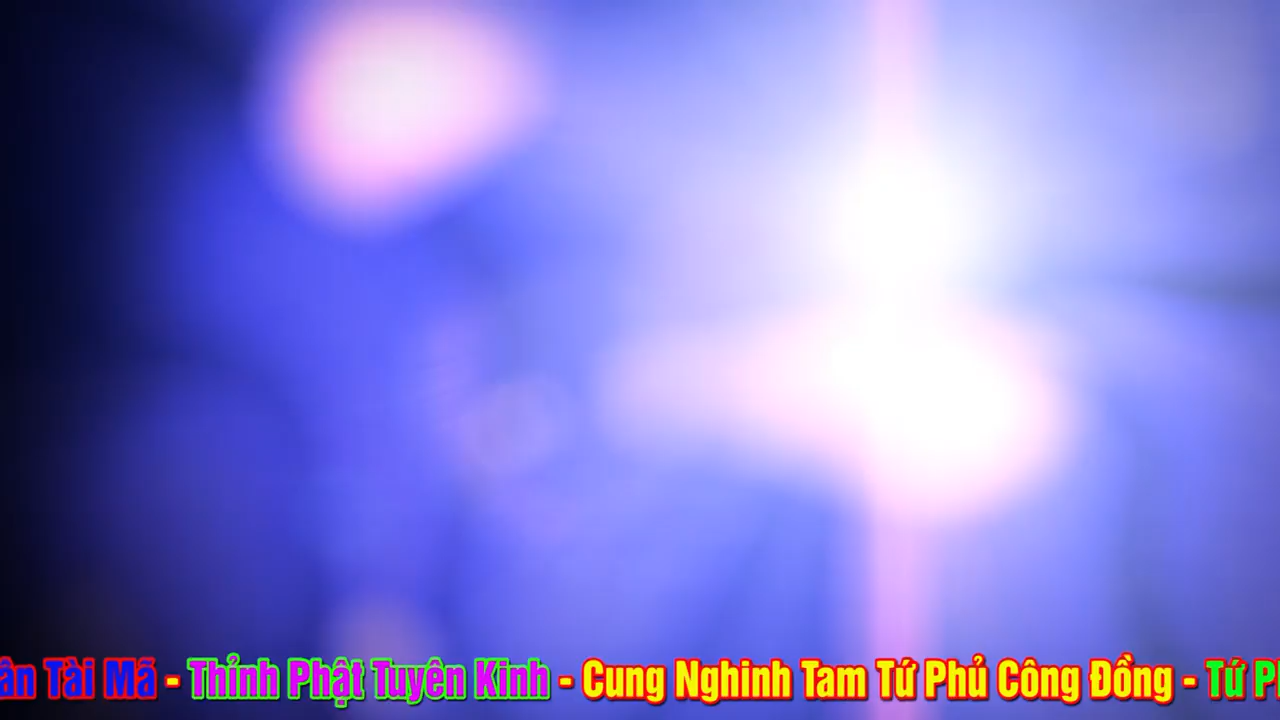 Tài Mã - Thỉnh Phật Tuyên Kinh - Cung Nghinh Tam Tứ Phủ Công Đồng - Tứ